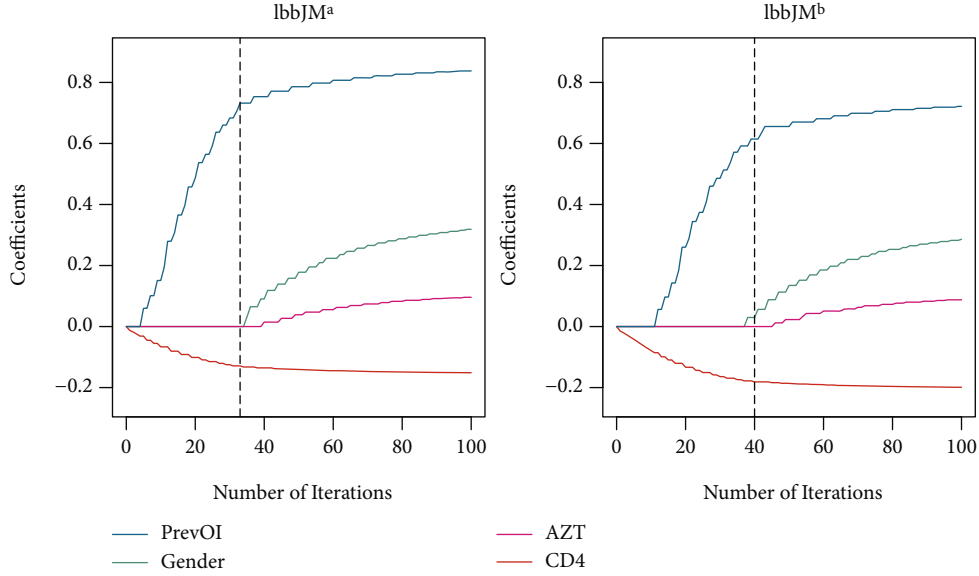 lbbJMᵃ
Coefficients
0.8
0.6
0.4
0.2
0.0
−0.2
0 20 40 60 80 100
Number of Iterations
lbbJMᵇ
Coefficients
0.8
0.6
0.4
0.2
0.0
−0.2
0 20 40 60 80 100
Number of Iterations
PrevOI
Gender
AZT
CD4